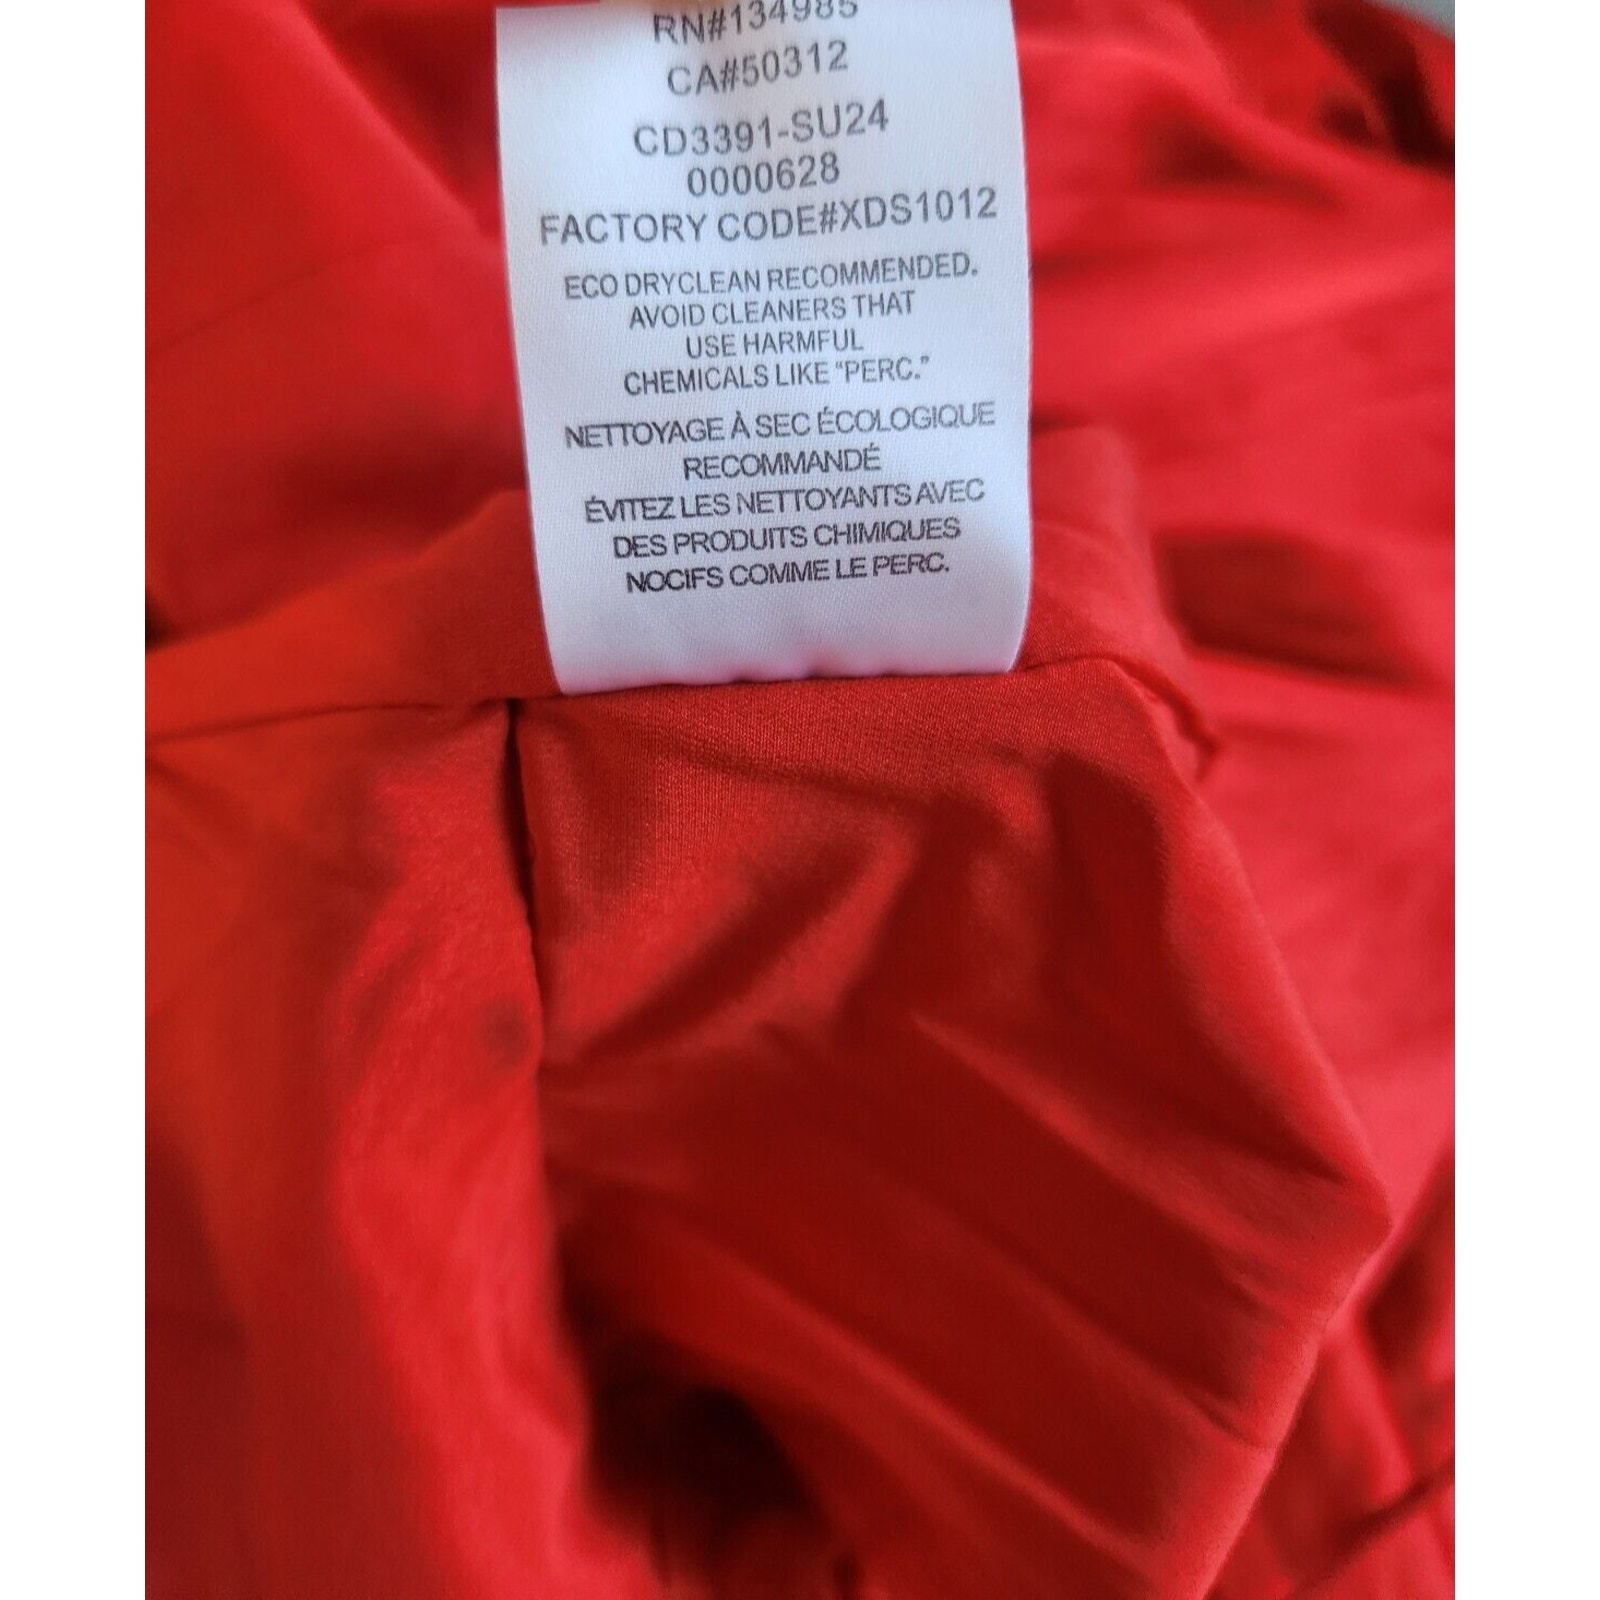 RN#134985
CA#50312
CD3391-SU24
0000628
FACTORY CODE#XDS1012
ECO DRYCLEAN RECOMMENDED.
AVOID CLEANERS THAT
USE HARMFUL
CHEMICALS LIKE “PERC.”
NETTOYAGE À SEC ÉCOLOGIQUE
RECOMMANDÉ
ÉVITEZ LES NETTOYANTS AVEC
DES PRODUITS CHIMIQUES
NOCIFS COMME LE PERC.